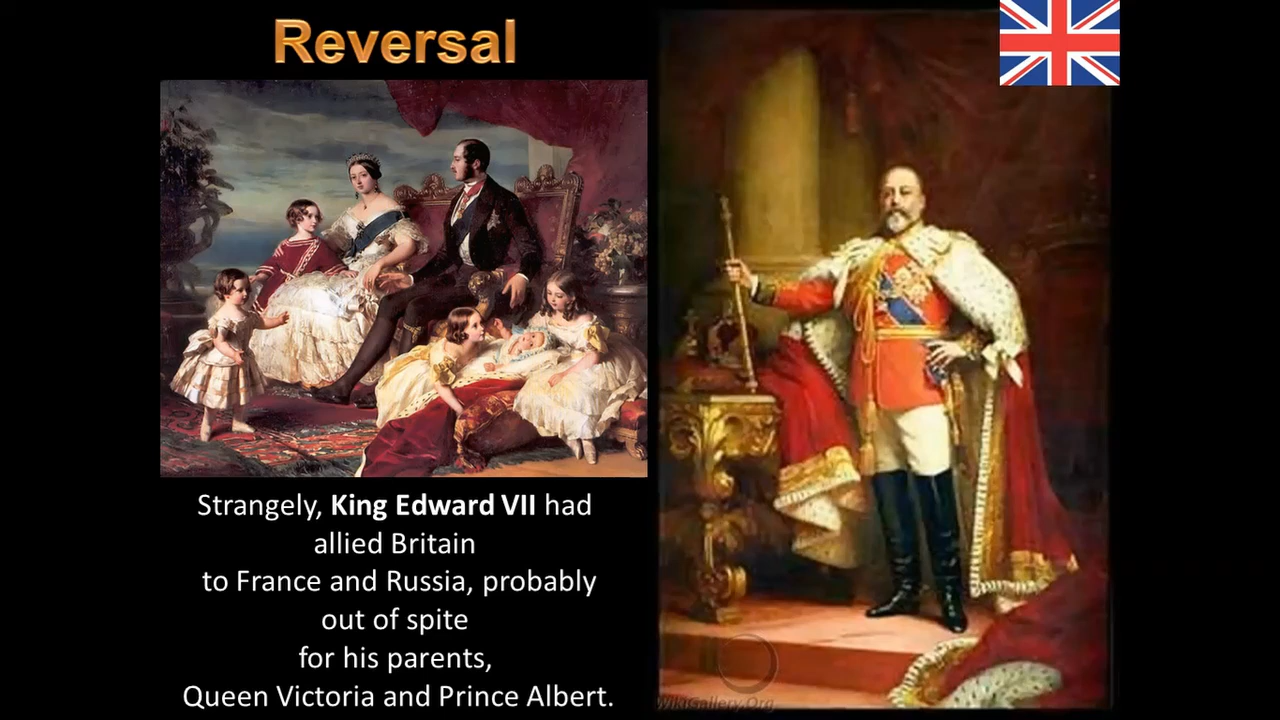 Reversal
Strangely, King Edward VII had
allied Britain
to France and Russia, probably
out of spite
for his parents,
Queen Victoria and Prince Albert.
WikiGallery.Org